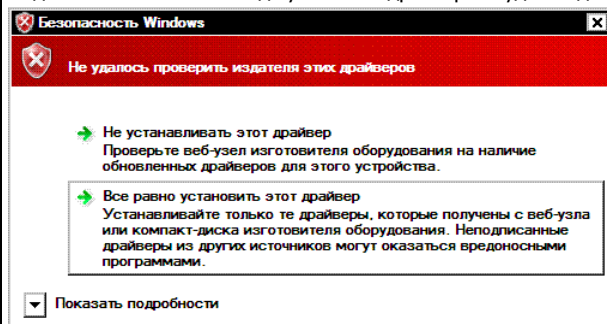 Безопасность Windows
Не удалось проверить издателя этих драйверов
Не устанавливать этот драйвер
Проверьте веб-узел изготовителя оборудования на наличие
обновленных драйверов для этого устройства.
Все равно установить этот драйвер
Устанавливайте только те драйверы, которые получены с веб-узла
или компакт-диска изготовителя оборудования. Неподписанные
драйверы из других источников могут оказаться вредоносными
программами.
Показать подробности